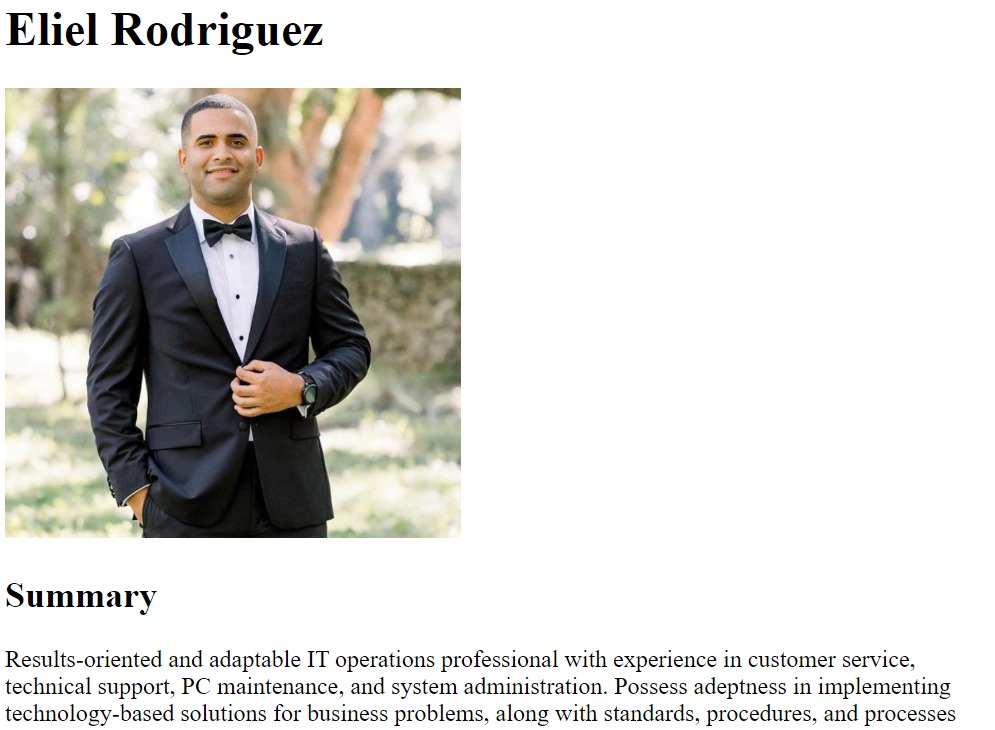 Eliel Rodriguez
Summary
Results-oriented and adaptable IT operations professional with experience in customer service,
technical support, PC maintenance, and system administration. Possess adeptness in implementing
technology-based solutions for business problems, along with standards, procedures, and processes